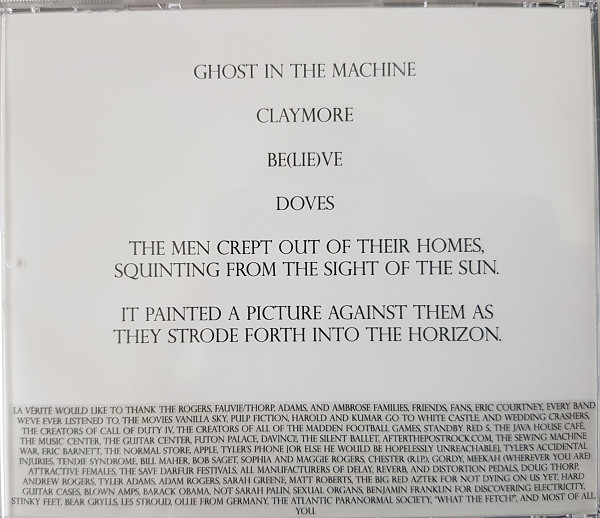 GHOST IN THE MACHINE
CLAYMORE
BE(LIE)VE
DOVES
THE MEN CREPT OUT OF THEIR HOMES,
SQUINTING FROM THE SIGHT OF THE SUN.
IT PAINTED A PICTURE AGAINST THEM AS
THEY STRODE FORTH INTO THE HORIZON.
LA VÉRITÉ WOULD LIKE TO THANK THE ROGERS, FAUVIE/THORP, ADAMS, AND AMBROSE FAMILIES, FRIENDS, FANS, ERIC COURTNEY, EVERY BAND
WE'VE EVER LISTENED TO, THE MOVIES VANILLA SKY, PULP FICTION, HAROLD AND KUMAR GO TO WHITE CASTLE, AND WEDDING CRASHERS,
THE CREATORS OF CALL OF DUTY IV, THE CREATORS OF ALL OF THE MADDEN FOOTBALL GAMES, STANDBY RED 5, THE JAVA HOUSE CAFÉ,
THE MUSIC CENTER, THE GUITAR CENTER, FUTON PALACE, DAVINCI, THE SILENT BALLET, AFTERTHEPOSTROCK.COM, THE SEWING MACHINE
WAR, ERIC BARNETT, THE NORMAL STORE, APPLE, TYLER'S PHONE (OR ELSE HE WOULD BE HOPELESSLY UNREACHABLE), TYLER'S ACCIDENTAL
INJURIES, TENDIE SYNDROME, BILL MAHER, BOB SAGET, SOPHIA AND MAGGIE ROGERS, CHESTER (R.I.P.), GORDY, MEEKAH (WHEREVER YOU ARE)
ATTRACTIVE FEMALES, THE SAVE DARFUR FESTIVALS, ALL MANUFACTURERS OF DELAY, REVERB, AND DISTORTION PEDALS, DOUG THORP,
ANDREW ROGERS, TYLER ADAMS, ADAM ROGERS, SARAH GREENE, MATT ROBERTS, THE BIG RED AZTEK FOR NOT DYING ON US YET, HARD
GUITAR CASES, BLOWN AMPS, BARACK OBAMA, NOT SARAH PALIN, SEXUAL ORGANS, BENJAMIN FRANKLIN FOR DISCOVERING ELECTRICITY,
STINKY FEET, BEAR GRYLLS, LES STROUD, OLLIE FROM GERMANY, THE ATLANTIC PARANORMAL SOCIETY, "WHAT THE FETCH!", AND MOST OF ALL
YOU.